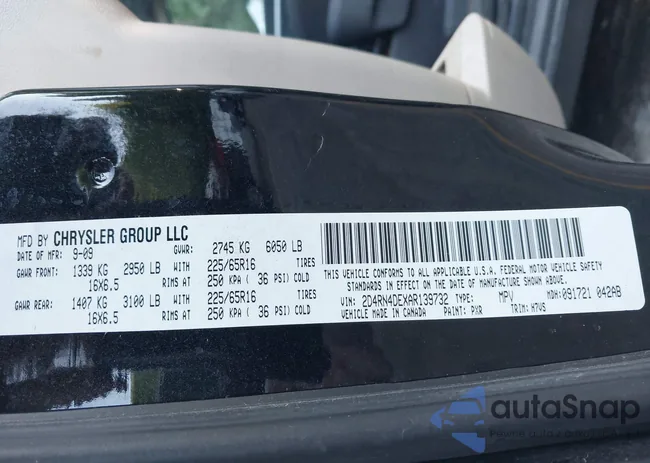 MFD BY CHRYSLER GROUP LLC
DATE OF MFR: 9-09 GVWR: 2745 KG 6050 LB
GAWR FRONT: 1339 KG 2950 LB WITH 225/65R16
16X6.5 RIMS AT 250 KPA ( 36 PSI) COLD
GAWR REAR: 1407 KG 3100 LB WITH 225/65R16
16X6.5 RIMS AT 250 KPA ( 36 PSI) COLD
THIS VEHICLE CONFORMS TO ALL APPLICABLE U.S.A. FEDERAL MOTOR VEHICLE SAFETY
STANDARDS IN EFFECT ON THE DATE OF MANUFACTURE SHOWN ABOVE.
VIN: 2D4RN4DEXAR139732 TYPE: MPV MDH:091721 042AB
VEHICLE MADE IN CANADA PAINT: PXR TRIM: H7VS
autoSnap